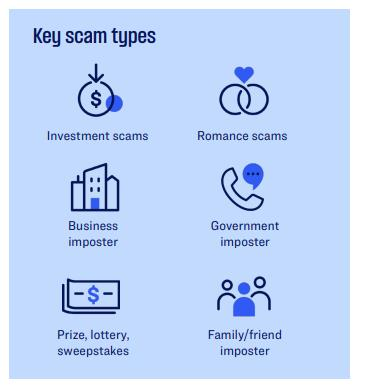 Key scam types
$
Investment scams
Romance scams
Business
imposter
Government
imposter
$
Prize, lottery,
sweepstakes
Family/friend
imposter